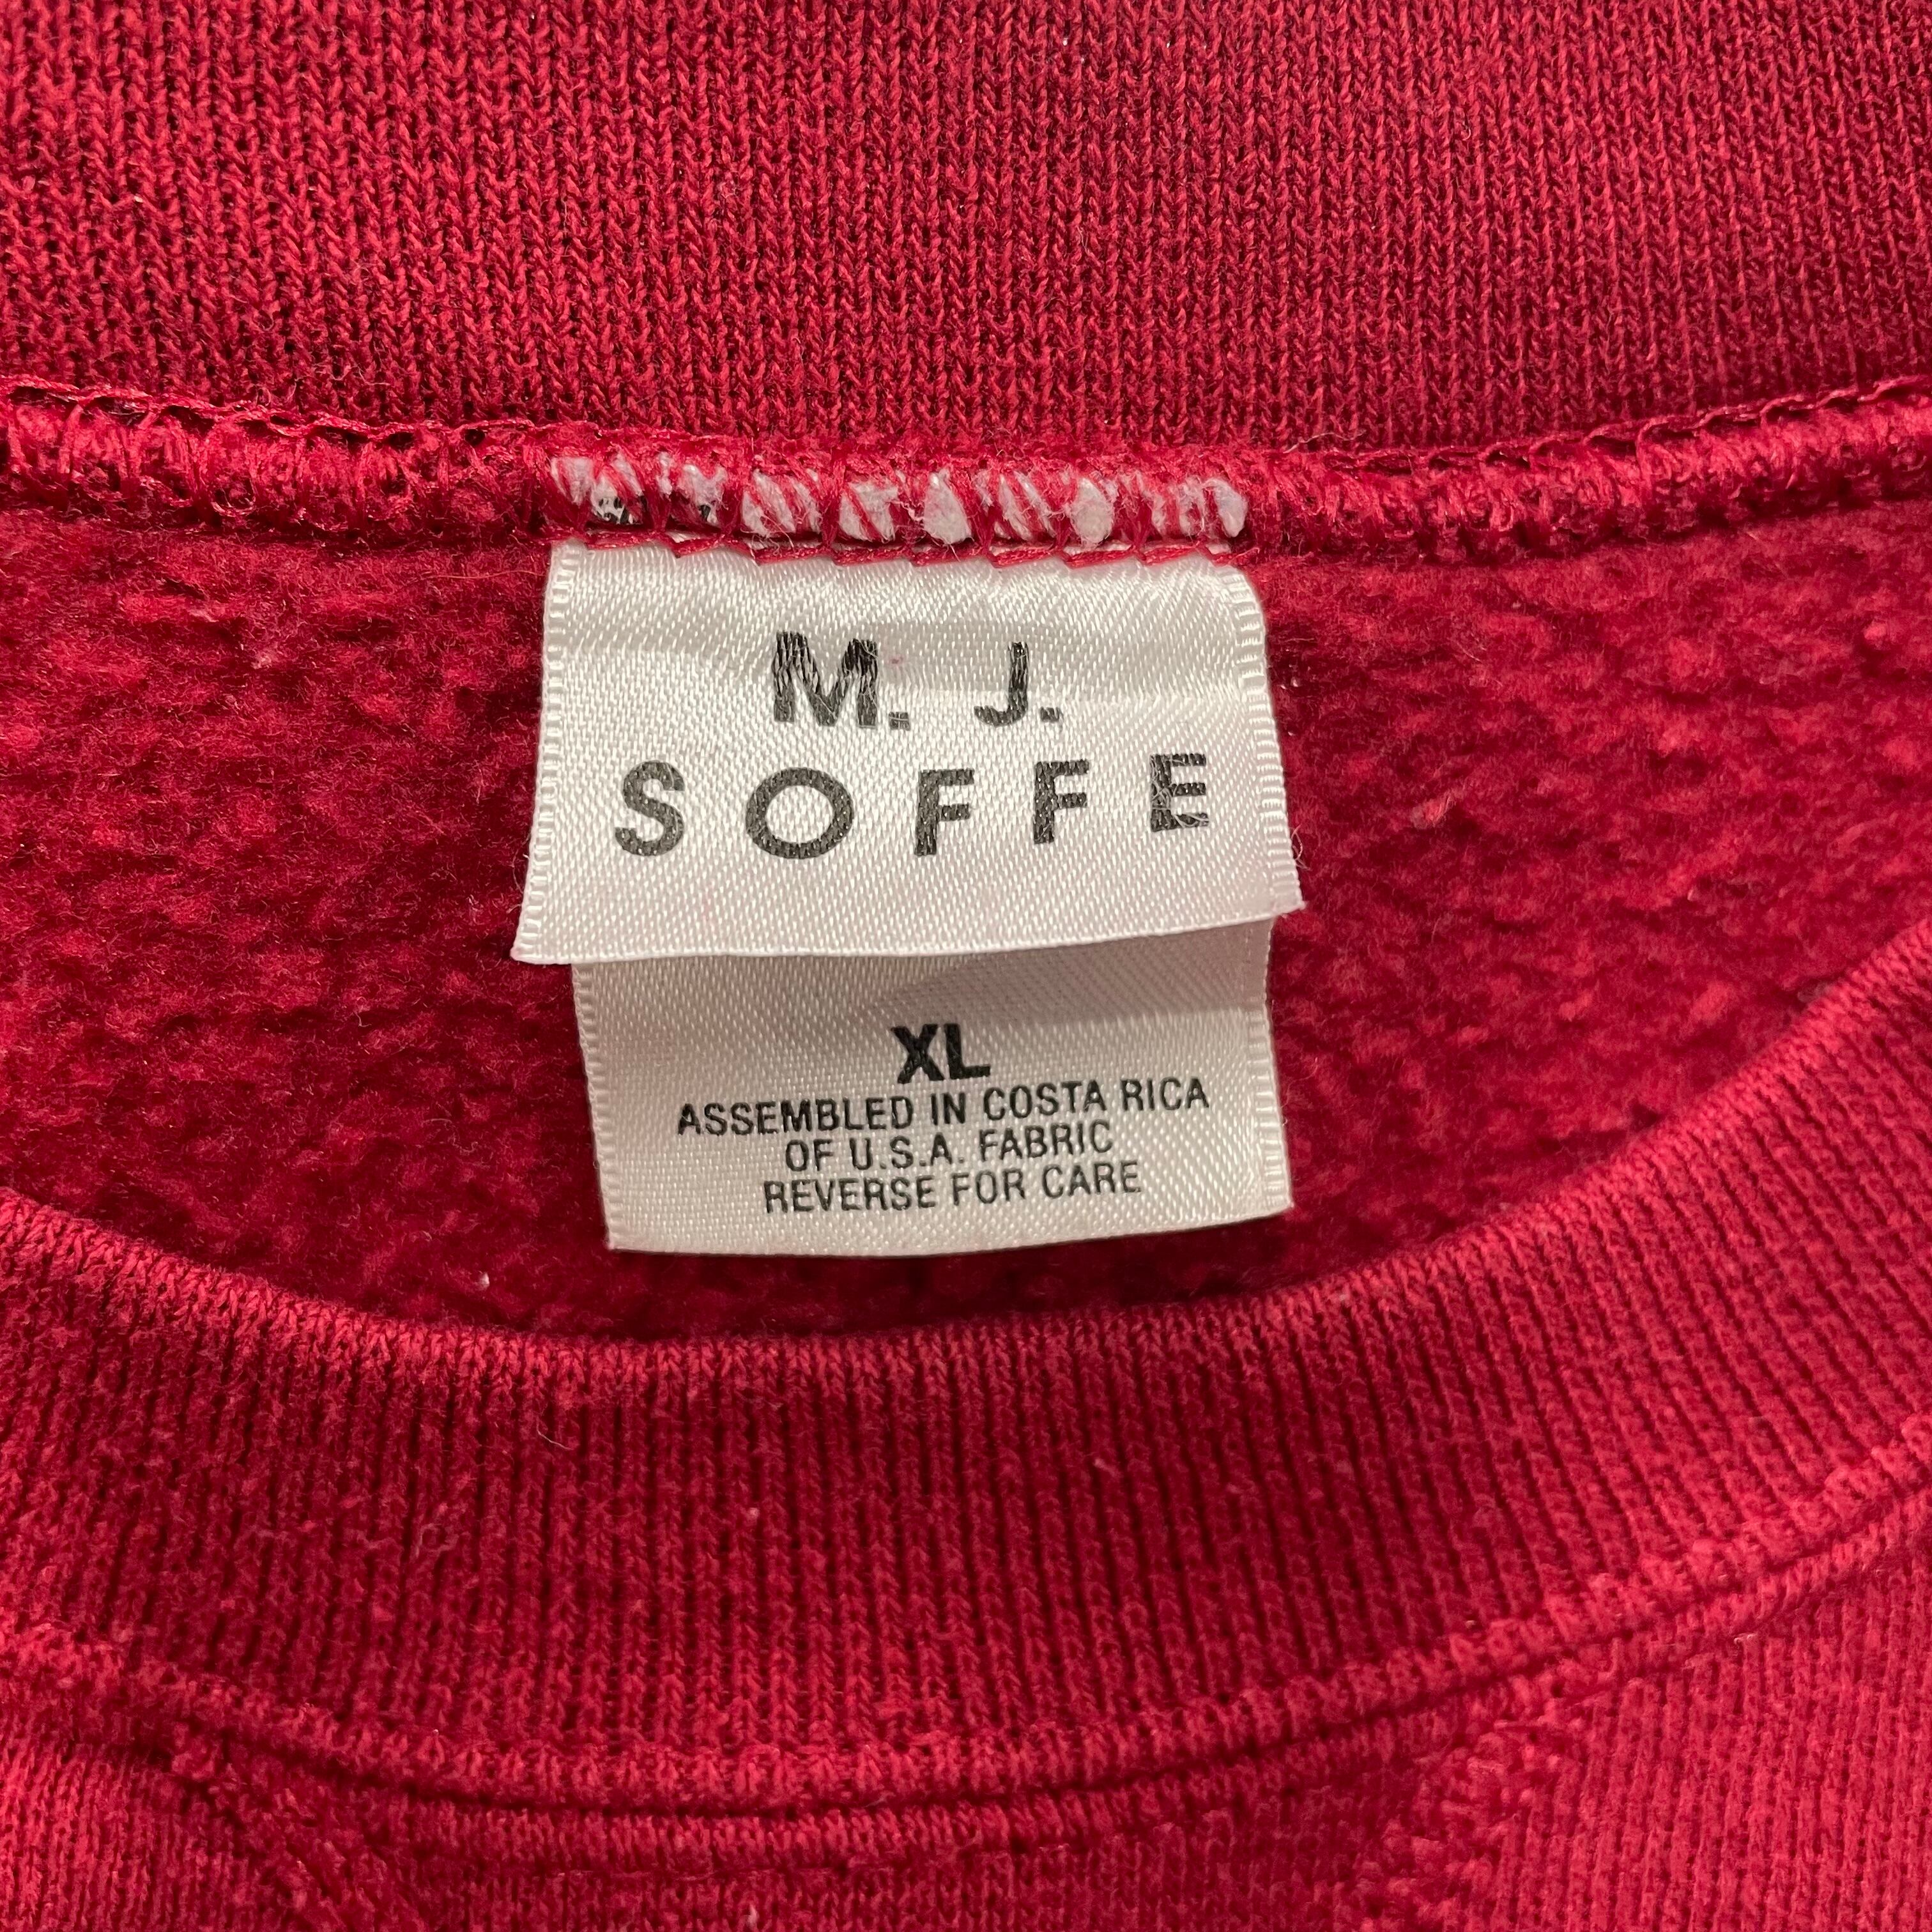 M. J.
SOFFE
XL
ASSEMBLED IN COSTA RICA
OF U.S.A. FABRIC
REVERSE FOR CARE